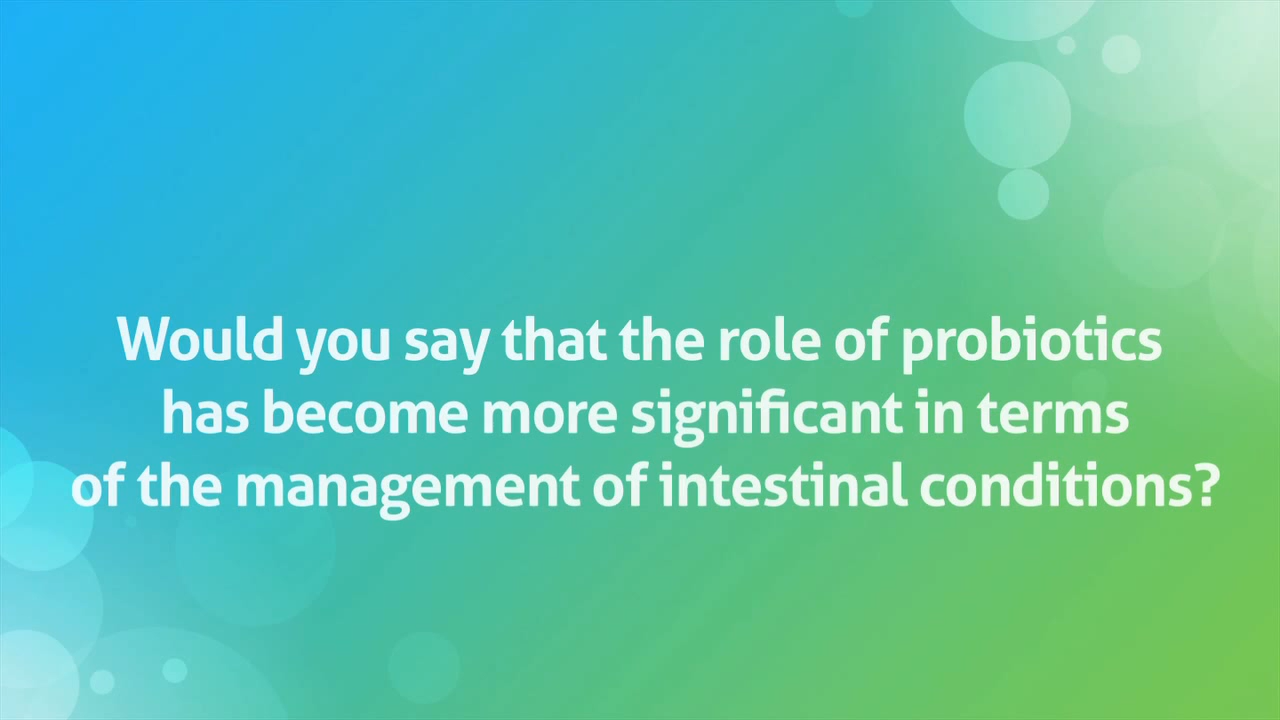 Would you say that the role of probiotics
has become more significant in terms
of the management of intestinal conditions?